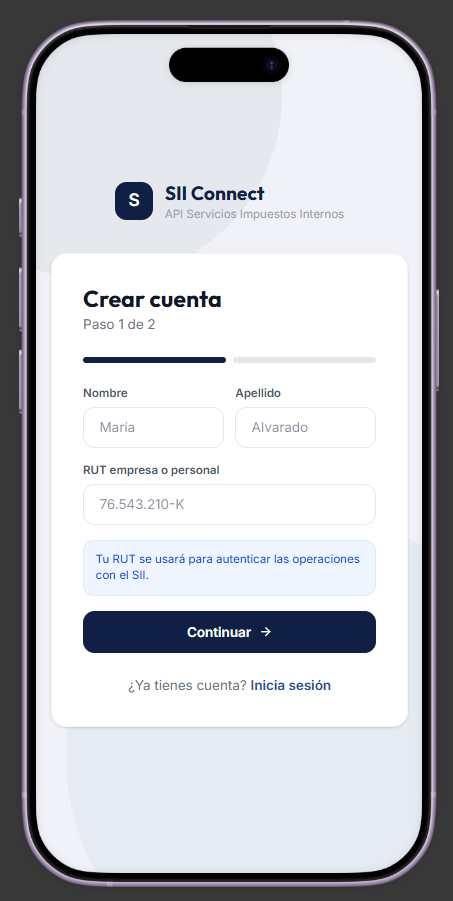 S
SII Connect
API Servicios Impuestos Internos
Crear cuenta
Paso 1 de 2
Nombre
Apellido
María
Alvarado
RUT empresa o personal
76.543.210-K
Tu RUT se usará para autenticar las operaciones
con el SII.
Continuar →
¿Ya tienes cuenta? Inicia sesión